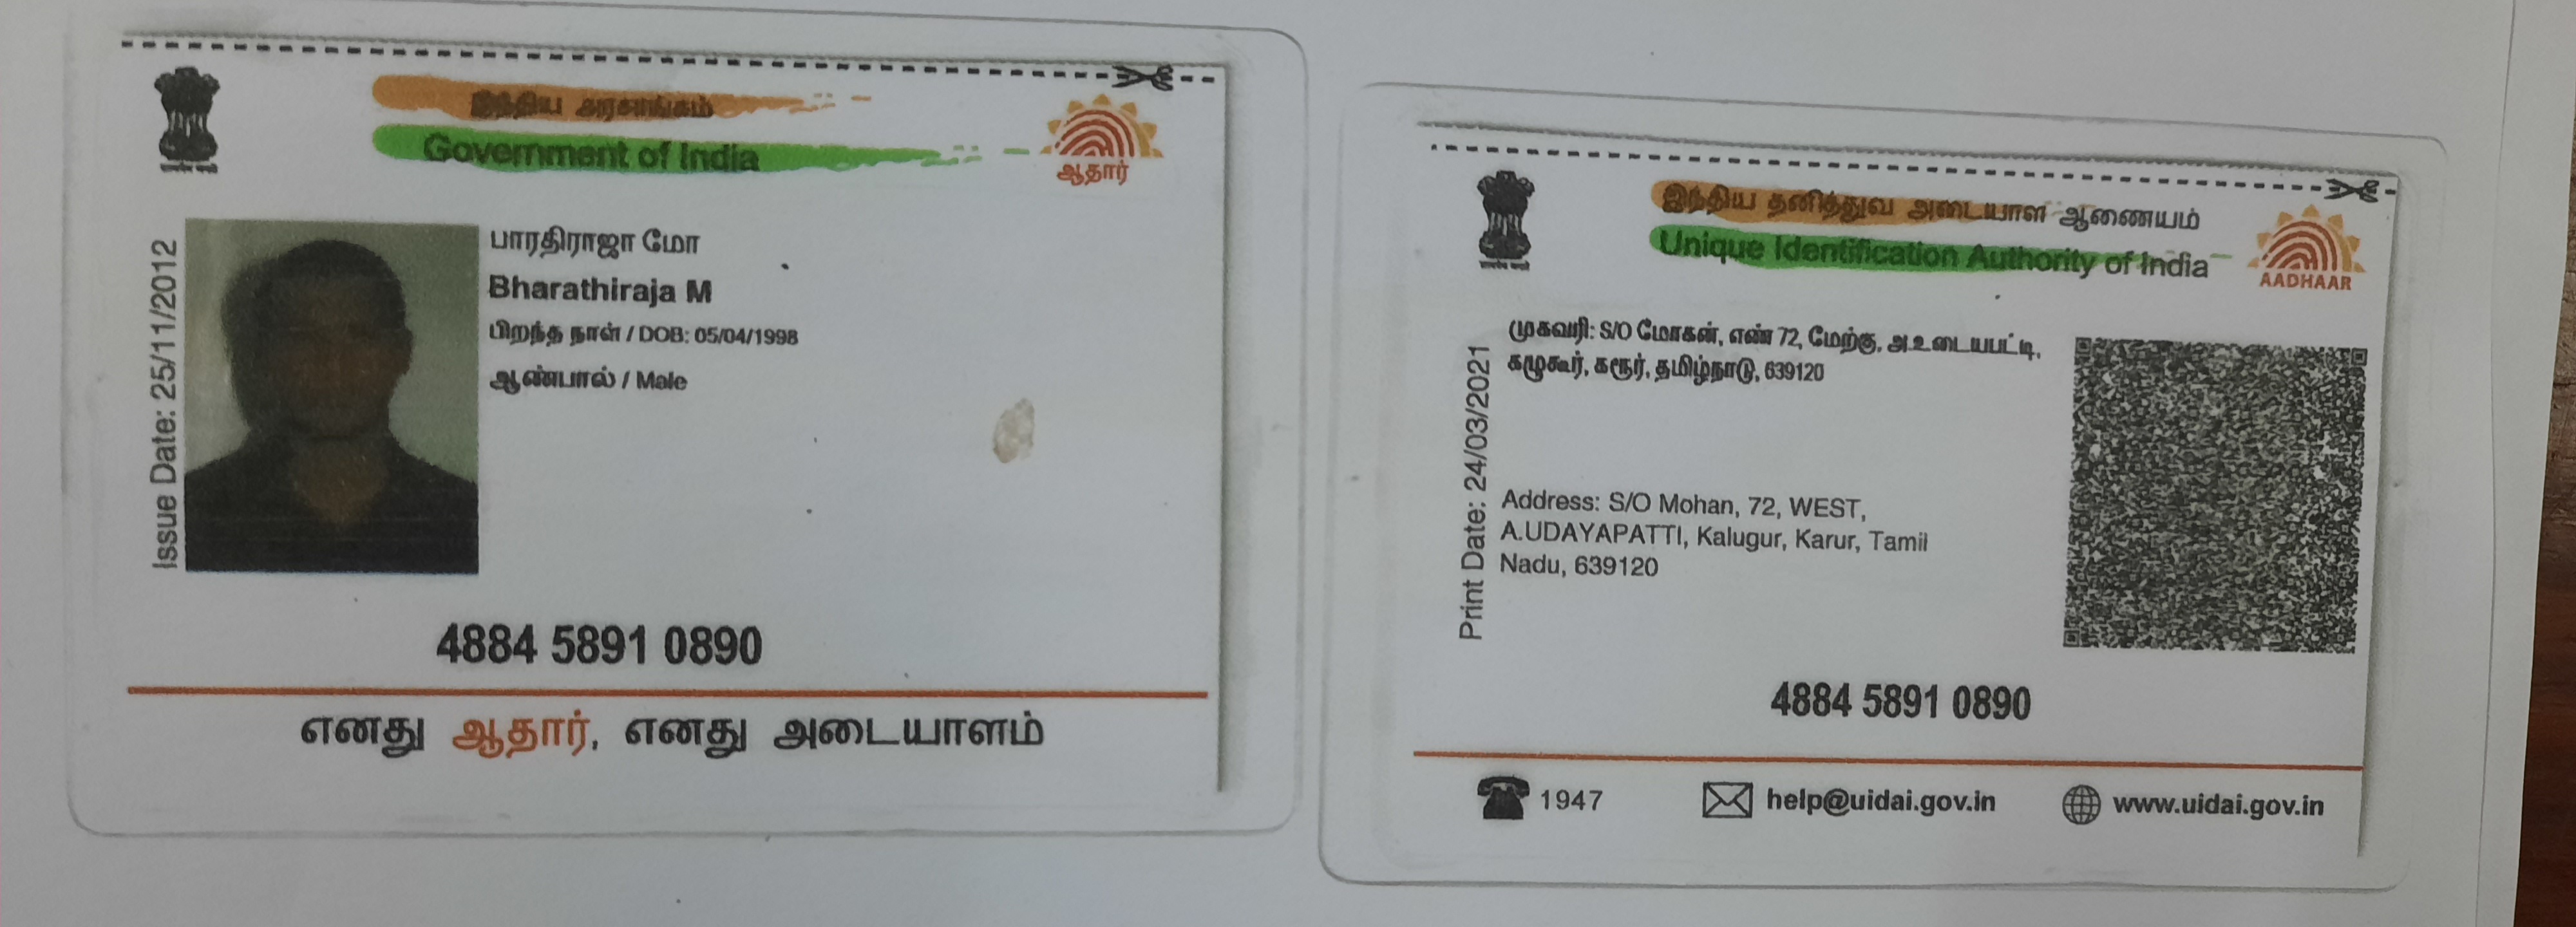 இந்திய அரசாங்கம்
Government of India
ஆதார்
Issue Date: 25/11/2012
பாரதிராஜா மோ
Bharathiraja M
பிறந்த நாள் / DOB: 05/04/1998
ஆண்பால் / Male
4884 5891 0890
எனது ஆதார், எனது அடையாளம்
இந்திய தனித்துவ அடையாள ஆணையம்
Unique Identification Authority of India
AADHAAR
Print Date: 24/03/2021
முகவரி: S/O மோகன், எண் 72, மேற்கு, அ.உடையபட்டி,
கழுகூர், கரூர், தமிழ்நாடு, 639120
Address: S/O Mohan, 72, WEST,
A.UDAYAPATTI, Kalugur, Karur, Tamil
Nadu, 639120
4884 5891 0890
1947
help@uidai.gov.in
www.uidai.gov.in